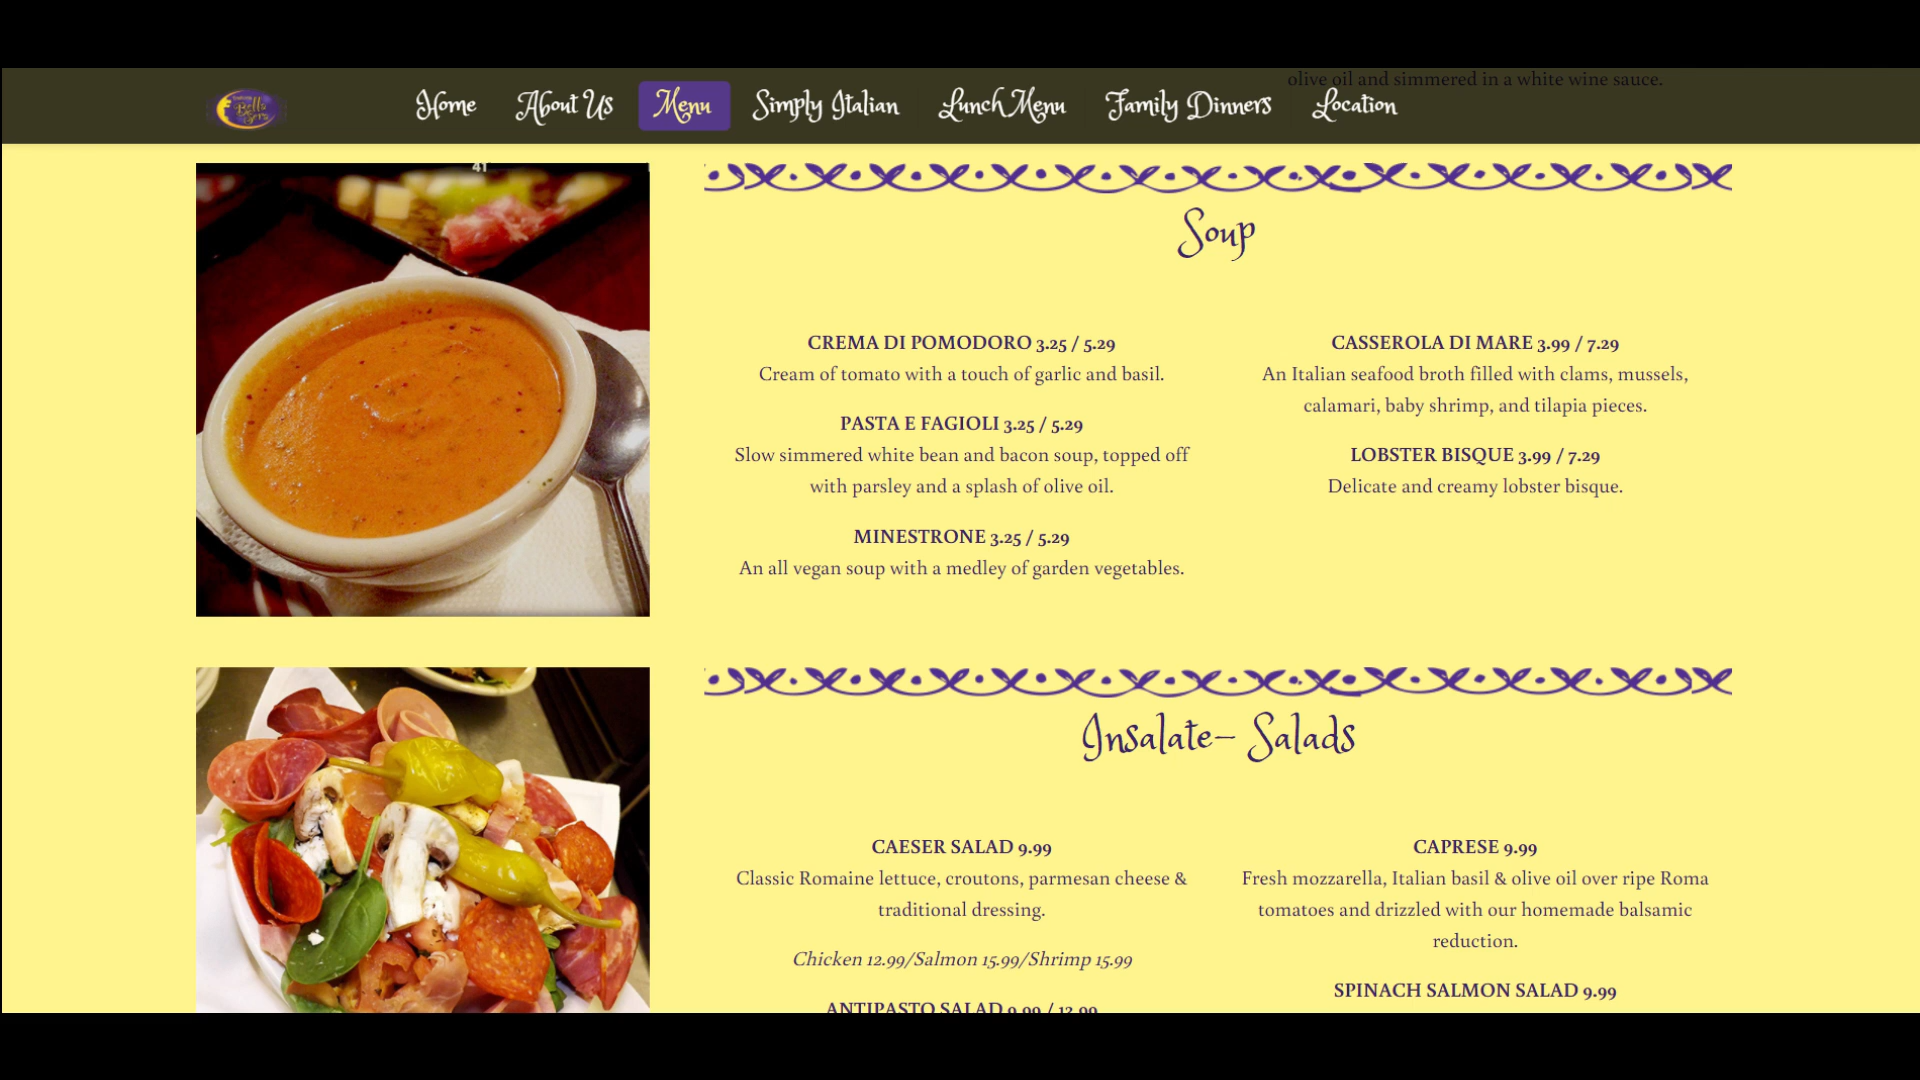 olive oil and simmered in a white wine sauce.
Bella
Home About Us Menu Simply Italian Lunch Menu Family Dinners Location
41
Soup
CREMA DI POMODORO 3.25 / 5.29
Cream of tomato with a touch of garlic and basil.
PASTA E FAGIOLI 3.25 / 5.29
Slow simmered white bean and bacon soup, topped off
with parsley and a splash of olive oil.
MINESTRONE 3.25 / 5.29
An all vegan soup with a medley of garden vegetables.
CASSEROLA DI MARE 3.99 / 7.29
An Italian seafood broth filled with clams, mussels,
calamari, baby shrimp, and tilapia pieces.
LOBSTER BISQUE 3.99 / 7.29
Delicate and creamy lobster bisque.
Insalate- Salads
CAESER SALAD 9.99
Classic Romaine lettuce, croutons, parmesan cheese &
traditional dressing.
Chicken 12.99/Salmon 15.99/Shrimp 15.99
ANTIPASTO SALAD 9.99 / 12.99
CAPRESE 9.99
Fresh mozzarella, Italian basil & olive oil over ripe Roma
tomatoes and drizzled with our homemade balsamic
reduction.
SPINACH SALMON SALAD 9.99